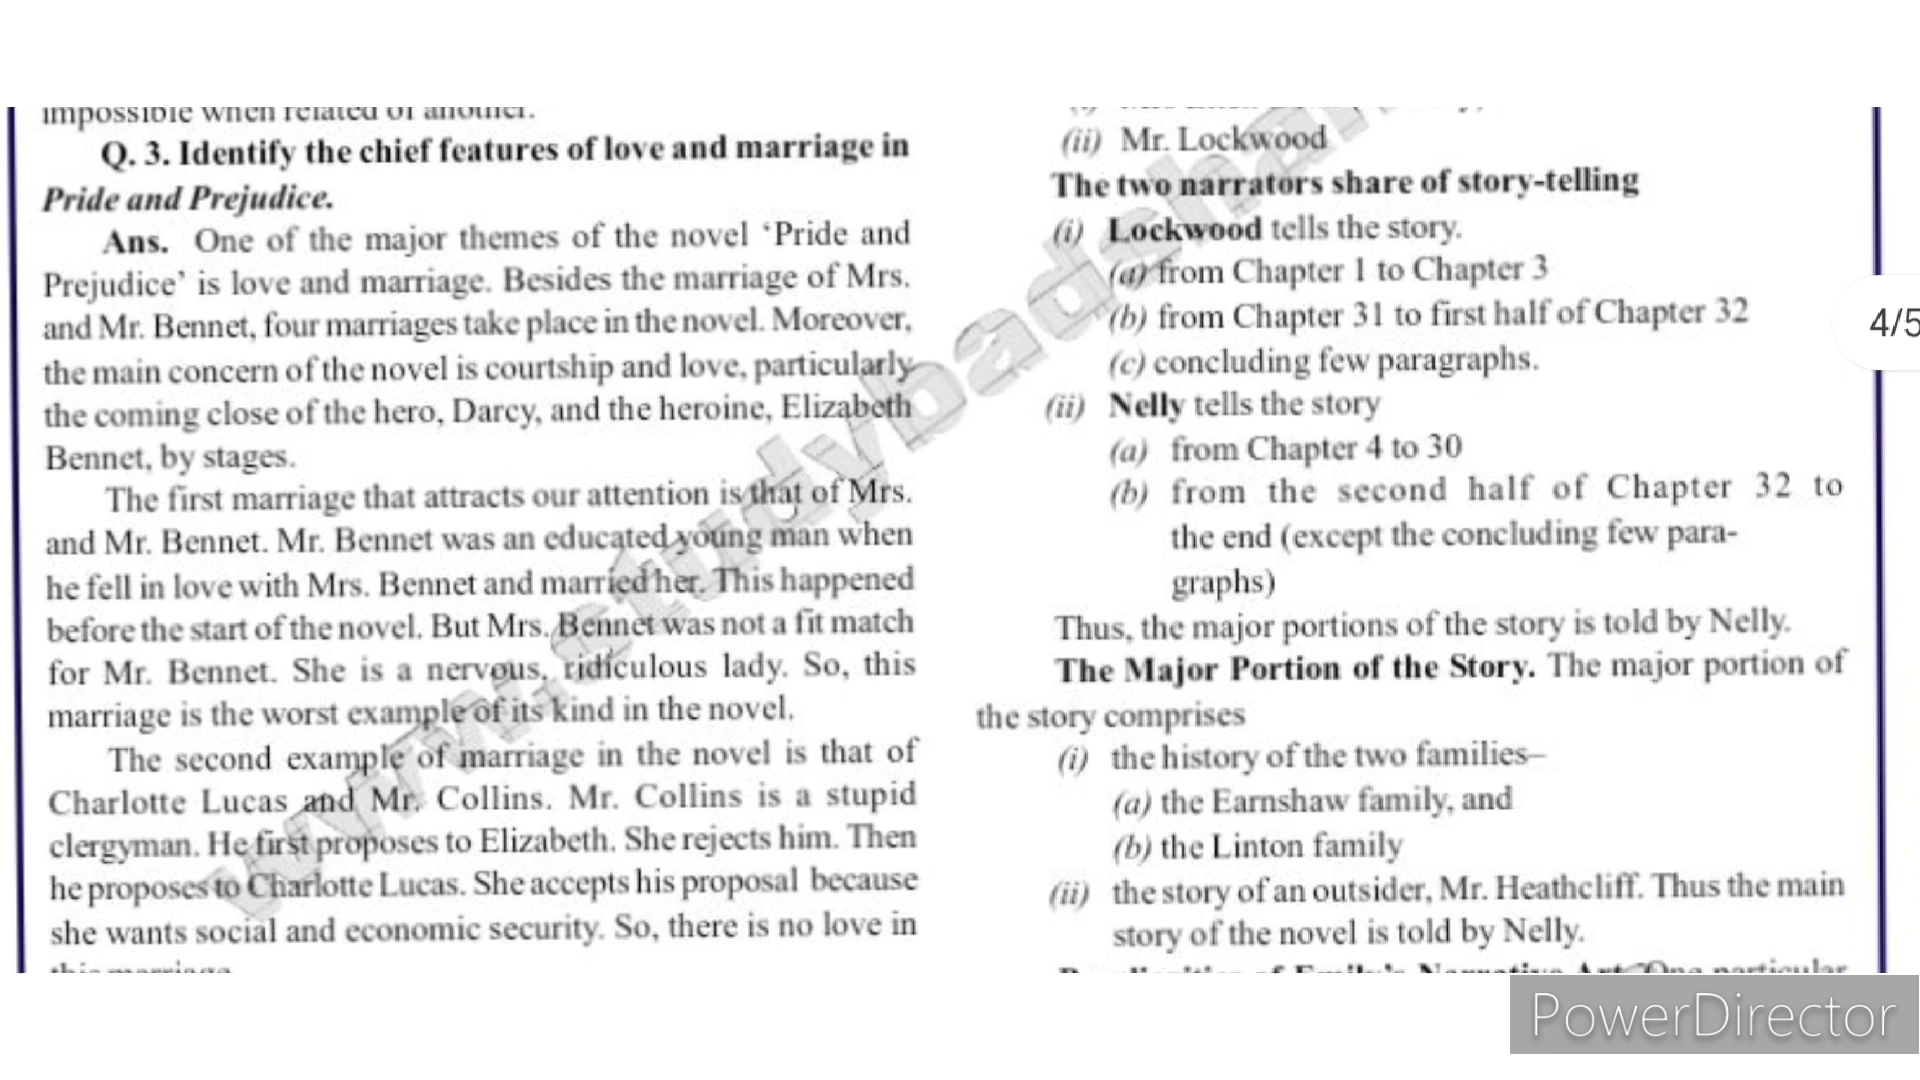 impossible when related of another.
Q. 3. Identify the chief features of love and marriage in
Pride and Prejudice.
Ans. One of the major themes of the novel ‘Pride and
Prejudice’ is love and marriage. Besides the marriage of Mrs.
and Mr. Bennet, four marriages take place in the novel. Moreover,
the main concern of the novel is courtship and love, particularly
the coming close of the hero, Darcy, and the heroine, Elizabeth
Bennet, by stages.
The first marriage that attracts our attention is that of Mrs.
and Mr. Bennet. Mr. Bennet was an educated young man when
he fell in love with Mrs. Bennet and married her. This happened
before the start of the novel. But Mrs. Bennet was not a fit match
for Mr. Bennet. She is a nervous, ridiculous lady. So, this
marriage is the worst example of its kind in the novel.
The second example of marriage in the novel is that of
Charlotte Lucas and Mr. Collins. Mr. Collins is a stupid
clergyman. He first proposes to Elizabeth. She rejects him. Then
he proposes to Charlotte Lucas. She accepts his proposal because
she wants social and economic security. So, there is no love in
this marriage
(ii) Mr. Lockwood
The two narrators share of story-telling
(i) Lockwood tells the story.
(a) from Chapter 1 to Chapter 3
(b) from Chapter 31 to first half of Chapter 32
(c) concluding few paragraphs.
(ii) Nelly tells the story
(a) from Chapter 4 to 30
(b) from the second half of Chapter 32 to
the end (except the concluding few para-
graphs)
Thus, the major portions of the story is told by Nelly.
The Major Portion of the Story. The major portion of
the story comprises
(i) the history of the two families–
(a) the Earnshaw family, and
(b) the Linton family
(ii) the story of an outsider, Mr. Heathcliff. Thus the main
story of the novel is told by Nelly.
of Emily's Narrative Art One particular
4/5
www.studybadshah
PowerDirector